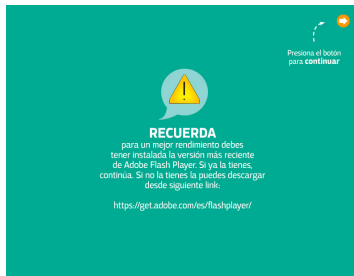 Presiona el botón
para continuar
RECUERDA
para un mejor rendimiento debes
tener instalada la versión más reciente
de Adobe Flash Player. Si ya la tienes,
continúa. Si no la tienes la puedes descargar
desde siguiente link:
https://get.adobe.com/es/flashplayer/